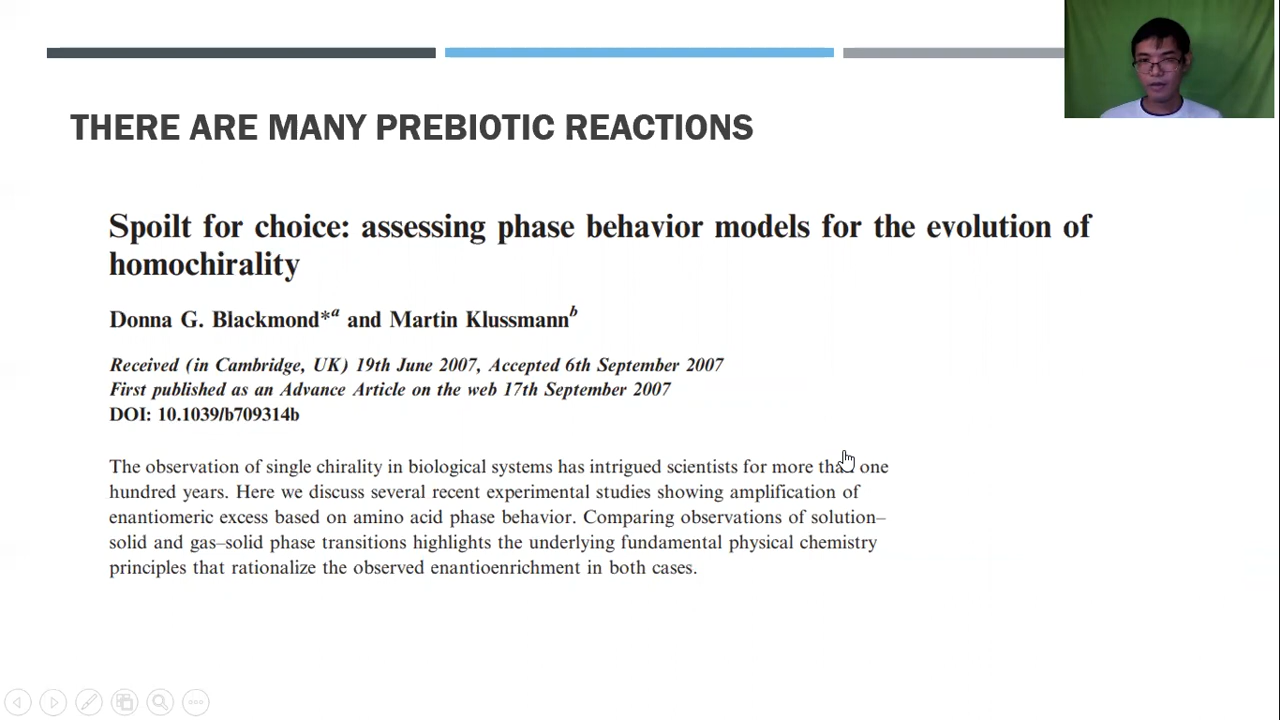 THERE ARE MANY PREBIOTIC REACTIONS
Spoilt for choice: assessing phase behavior models for the evolution of
homochirality
Donna G. Blackmond*a and Martin Klussmannb
Received (in Cambridge, UK) 19th June 2007, Accepted 6th September 2007
First published as an Advance Article on the web 17th September 2007
DOI: 10.1039/b709314b
The observation of single chirality in biological systems has intrigued scientists for more than one
hundred years. Here we discuss several recent experimental studies showing amplification of
enantiomeric excess based on amino acid phase behavior. Comparing observations of solution–
solid and gas–solid phase transitions highlights the underlying fundamental physical chemistry
principles that rationalize the observed enantioenrichment in both cases.